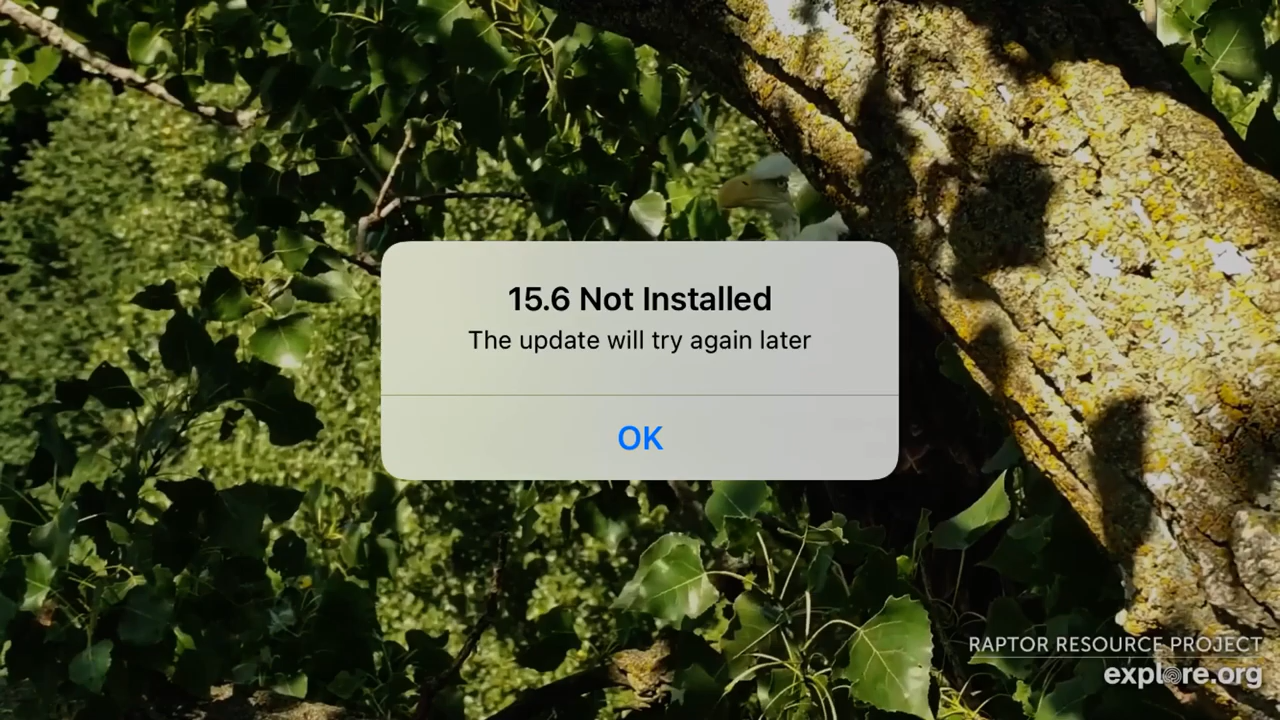 15.6 Not Installed
The update will try again later
OK
RAPTOR RESOURCE PROJECT
explore.org